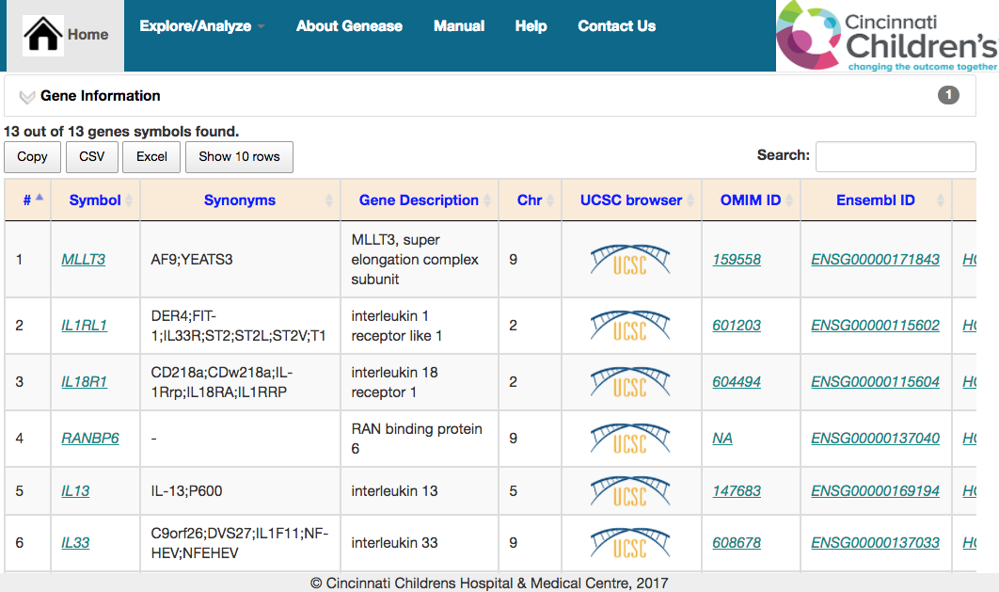 Home Explore/Analyze About Genease Manual Help Contact Us
Cincinnati
Children's
changing the outcome together
Gene Information 1
13 out of 13 genes symbols found.
Copy CSV Excel Show 10 rows Search:
# Symbol Synonyms Gene Description Chr UCSC browser OMIM ID Ensembl ID
MLLT3, super
1 MLLT3 AF9;YEATS3 elongation complex 9 UCSC 159558 ENSG00000171843
subunit
DER4;FIT- interleukin 1
2 IL1RL1 1;IL33R;ST2;ST2L;ST2V;T1 receptor like 1 2 UCSC 601203 ENSG00000115602
CD218a;CDw218a;IL- interleukin 18
3 IL18R1 1Rrp;IL18RA;IL1RRP receptor 1 2 UCSC 604494 ENSG00000115604
RAN binding protein
4 RANBP6 - 6 9 UCSC NA ENSG00000137040
5 IL13 IL-13;P600 interleukin 13 5 UCSC 147683 ENSG00000169194
C9orf26;DVS27;IL1F11;NF-
6 IL33 HEV;NFEHEV interleukin 33 9 UCSC 608678 ENSG00000137033
© Cincinnati Childrens Hospital & Medical Centre, 2017